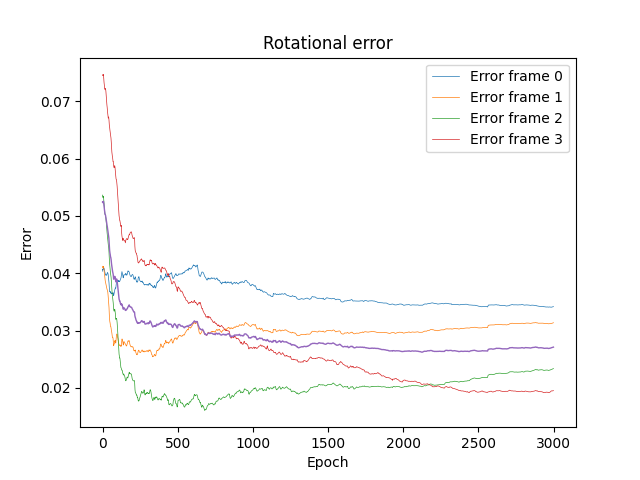 Rotational error
Error frame 0
Error frame 1
Error frame 2
Error frame 3
0.07
0.06
0.05
0.04
0.03
0.02
Error
0
500
1000
1500
2000
2500
3000
Epoch